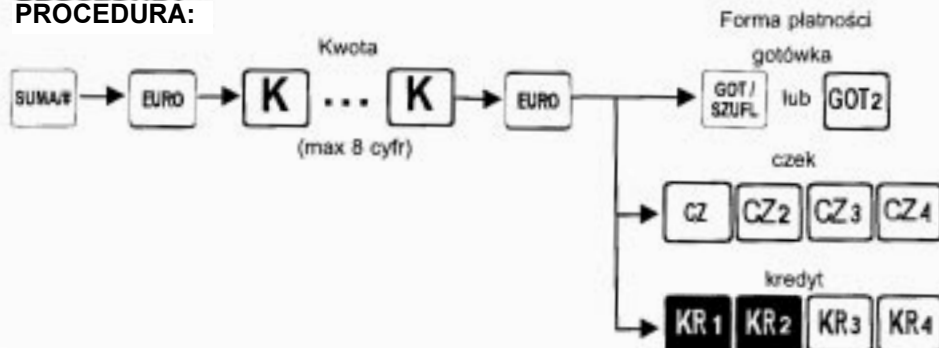 PROCEDURA:
Forma płatności
Kwota
gotówka
SUMA/# EURO K ... K EURO GOT / SZUFL lub GOT2
(max 8 cyfr)
czek
CZ CZ2 CZ3 CZ4
kredyt
KR1 KR2 KR3 KR4